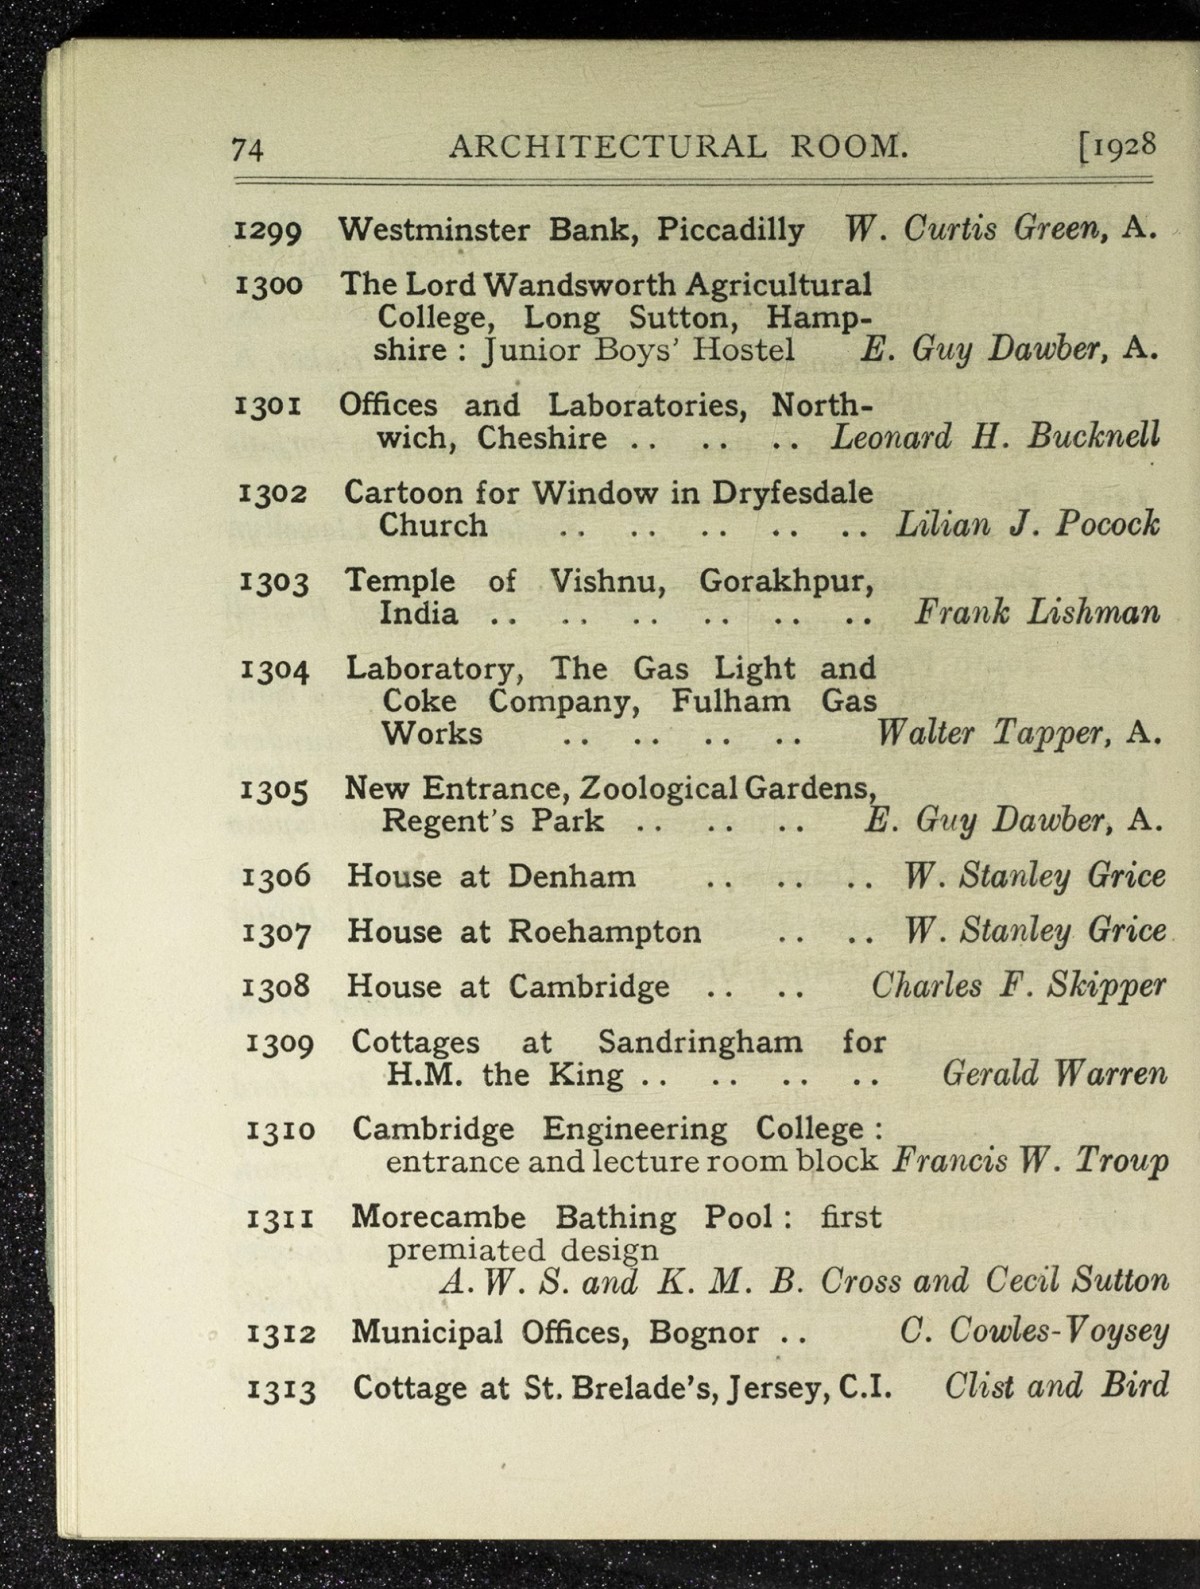 74 ARCHITECTURAL ROOM. [1928
1299 Westminster Bank, Piccadilly W. Curtis Green, A.
1300 The Lord Wandsworth Agricultural
College, Long Sutton, Hamp-
shire : Junior Boys' Hostel E. Guy Dawber, A.
1301 Offices and Laboratories, North-
wich, Cheshire .. .. .. Leonard H. Bucknell
1302 Cartoon for Window in Dryfesdale
Church .. .. .. .. .. Lilian J. Pocock
1303 Temple of Vishnu, Gorakhpur,
India .. .. .. .. .. .. Frank Lishman
1304 Laboratory, The Gas Light and
Coke Company, Fulham Gas
Works .. .. .. .. Walter Tapper, A.
1305 New Entrance, Zoological Gardens,
Regent's Park .. .. .. E. Guy Dawber, A.
1306 House at Denham .. .. .. W. Stanley Grice
1307 House at Roehampton .. .. W. Stanley Grice
1308 House at Cambridge .. .. Charles F. Skipper
1309 Cottages at Sandringham for
H.M. the King .. .. .. .. Gerald Warren
1310 Cambridge Engineering College :
entrance and lecture room block Francis W. Troup
1311 Morecambe Bathing Pool : first
premiated design
A. W. S. and K. M. B. Cross and Cecil Sutton
1312 Municipal Offices, Bognor .. C. Cowles-Voysey
1313 Cottage at St. Brelade's, Jersey, C.I. Clist and Bird